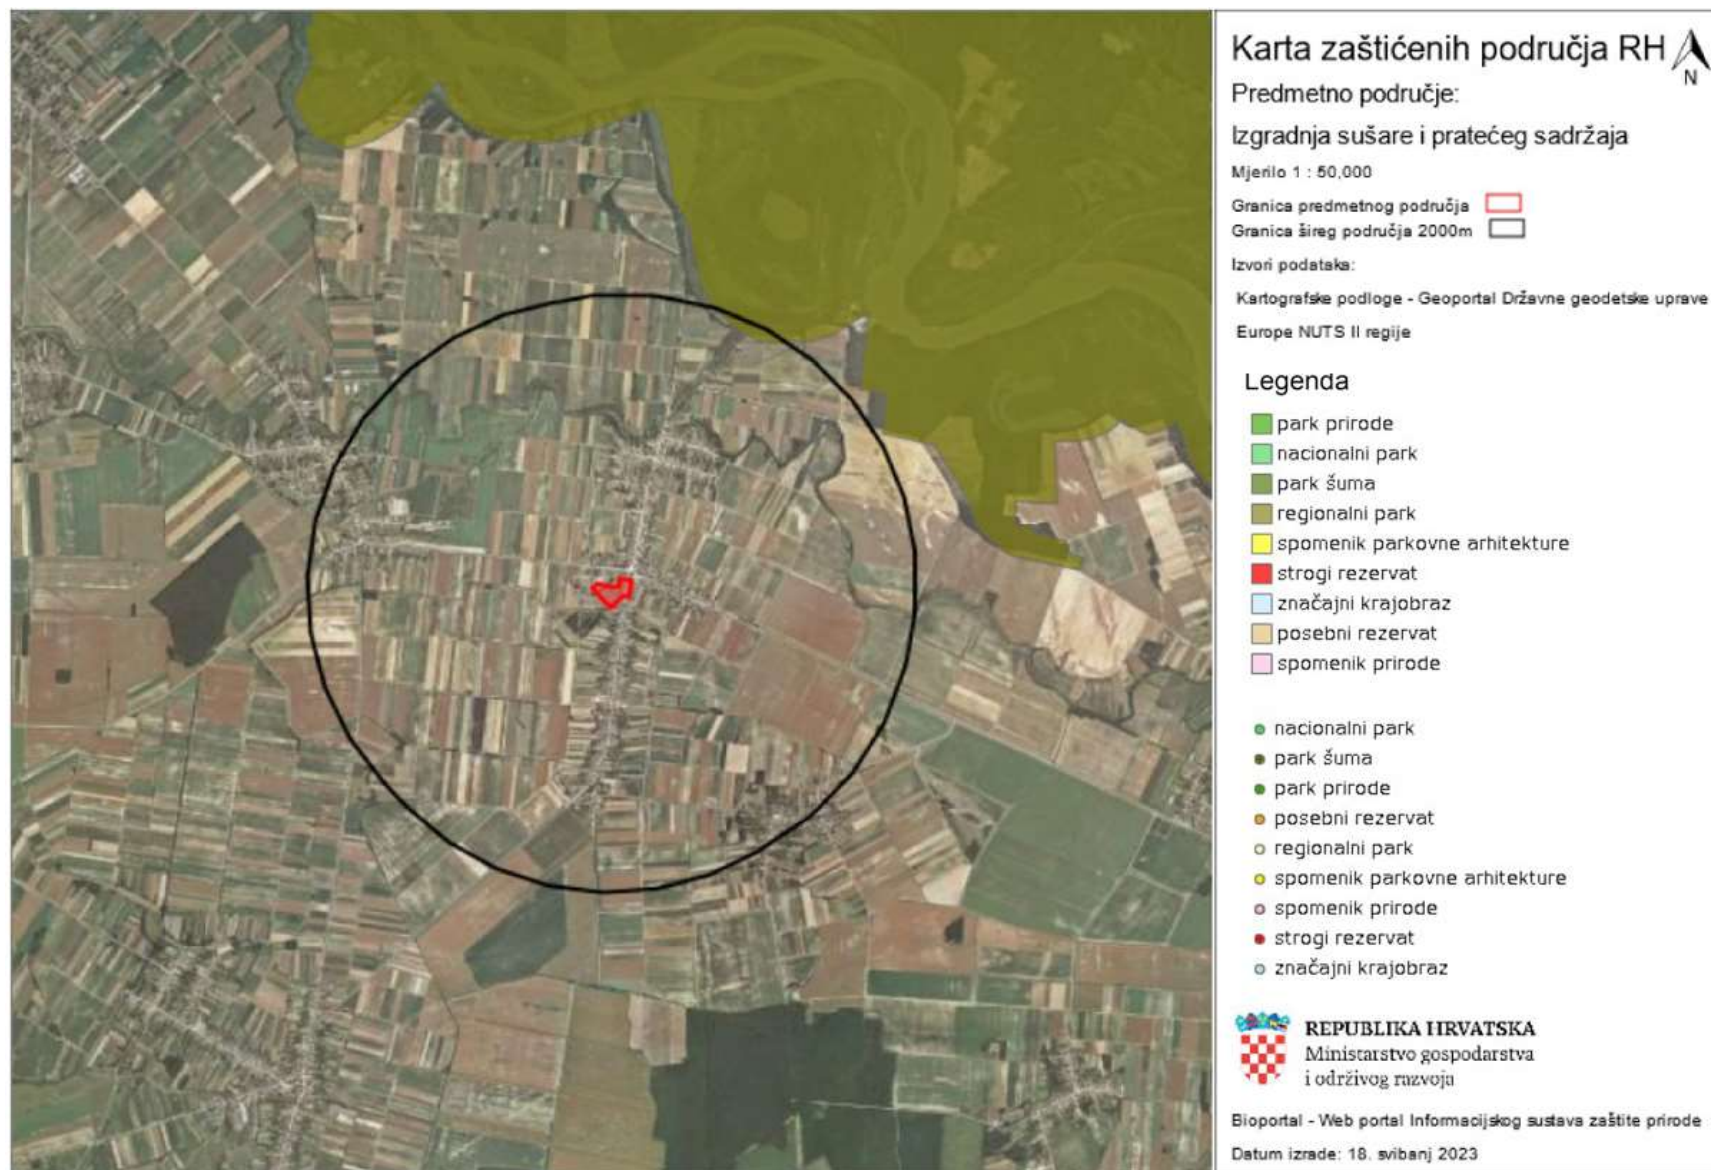 Karta zaštićenih područja RH
N
Predmetno područje:
Izgradnja sušare i pratećeg sadržaja
Mjerilo 1 : 50,000
Granica predmetnog područja
Granica šireg područja 2000m
Izvori podataka:
Kartografske podloge - Geoportal Državne geodetske uprave
Europe NUTS II regije
Legenda
park prirode
nacionalni park
park šuma
regionalni park
spomenik parkovne arhitekture
strogi rezervat
značajni krajobraz
posebni rezervat
spomenik prirode
nacionalni park
park šuma
park prirode
posebni rezervat
regionalni park
spomenik parkovne arhitekture
spomenik prirode
strogi rezervat
značajni krajobraz
REPUBLIKA HRVATSKA
Ministarstvo gospodarstva
i održivog razvoja
Bioportal - Web portal Informacijskog sustava zaštite prirode
Datum izrade: 18. svibanj 2023